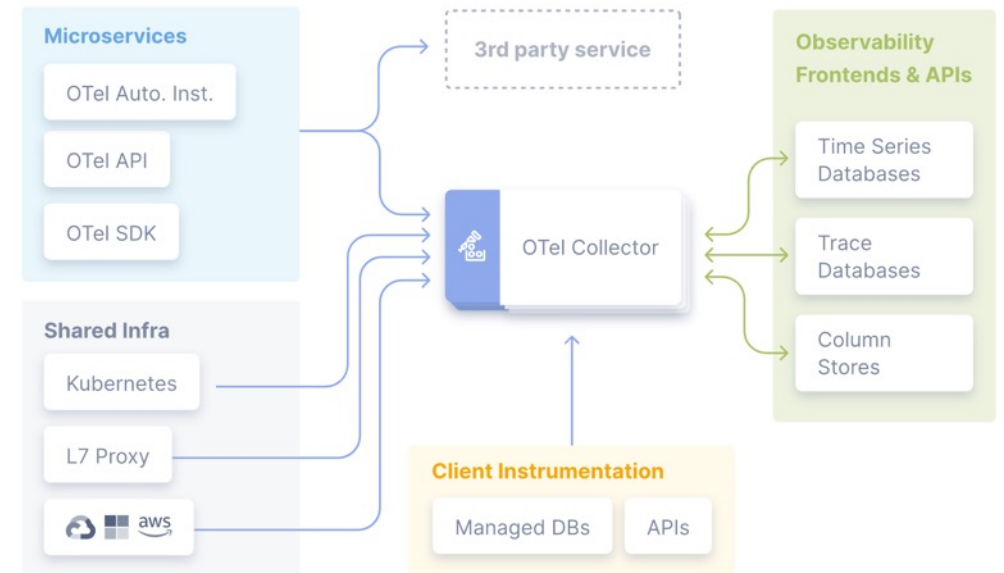 Microservices
OTel Auto. Inst.
OTel API
OTel SDK
3rd party service
OTel Collector
Observability
Frontends & APIs
Time Series
Databases
Trace
Databases
Column
Stores
Shared Infra
Kubernetes
L7 Proxy
aws
Client Instrumentation
Managed DBs
APIs